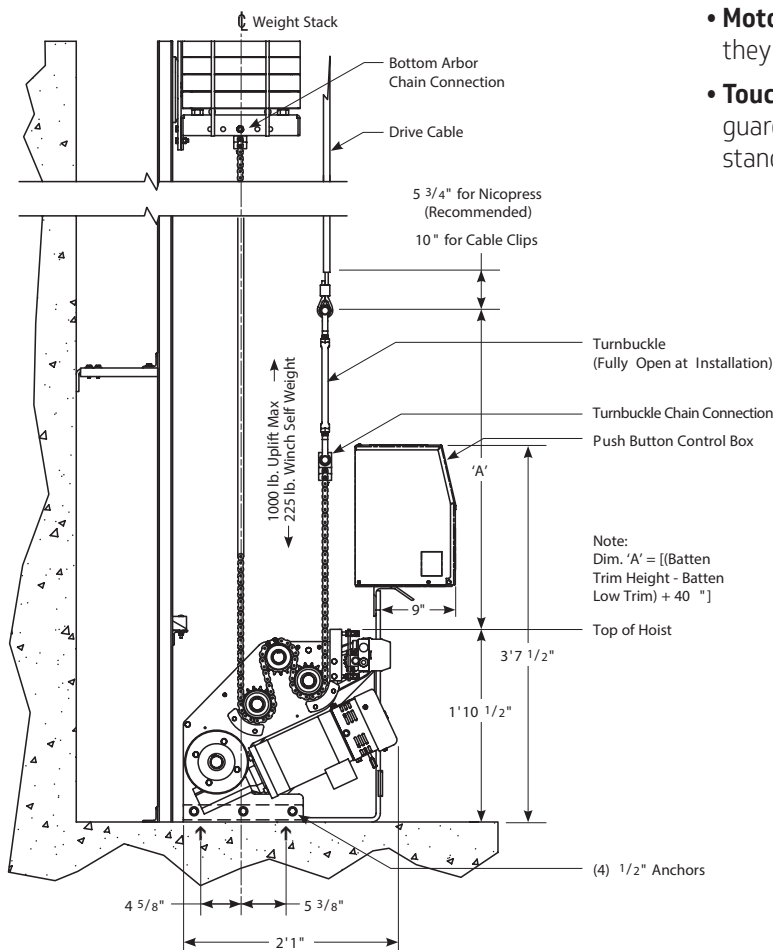 ℄ Weight Stack
• Moto
they
• Touc
guar
stand
Bottom Arbor
Chain Connection
Drive Cable
5 3/4" for Nicopress
(Recommended)
10" for Cable Clips
Turnbuckle
(Fully Open at Installation)
Turnbuckle Chain Connection
Push Button Control Box
1000 lb. Uplift Max
225 lb. Winch Self Weight
'A'
Note:
Dim. 'A' = [(Batten
Trim Height - Batten
Low Trim) + 40 "]
9"
Top of Hoist
3'7 1/2"
1'10 1/2"
(4) 1/2" Anchors
4 5/8"
5 3/8"
2'1"